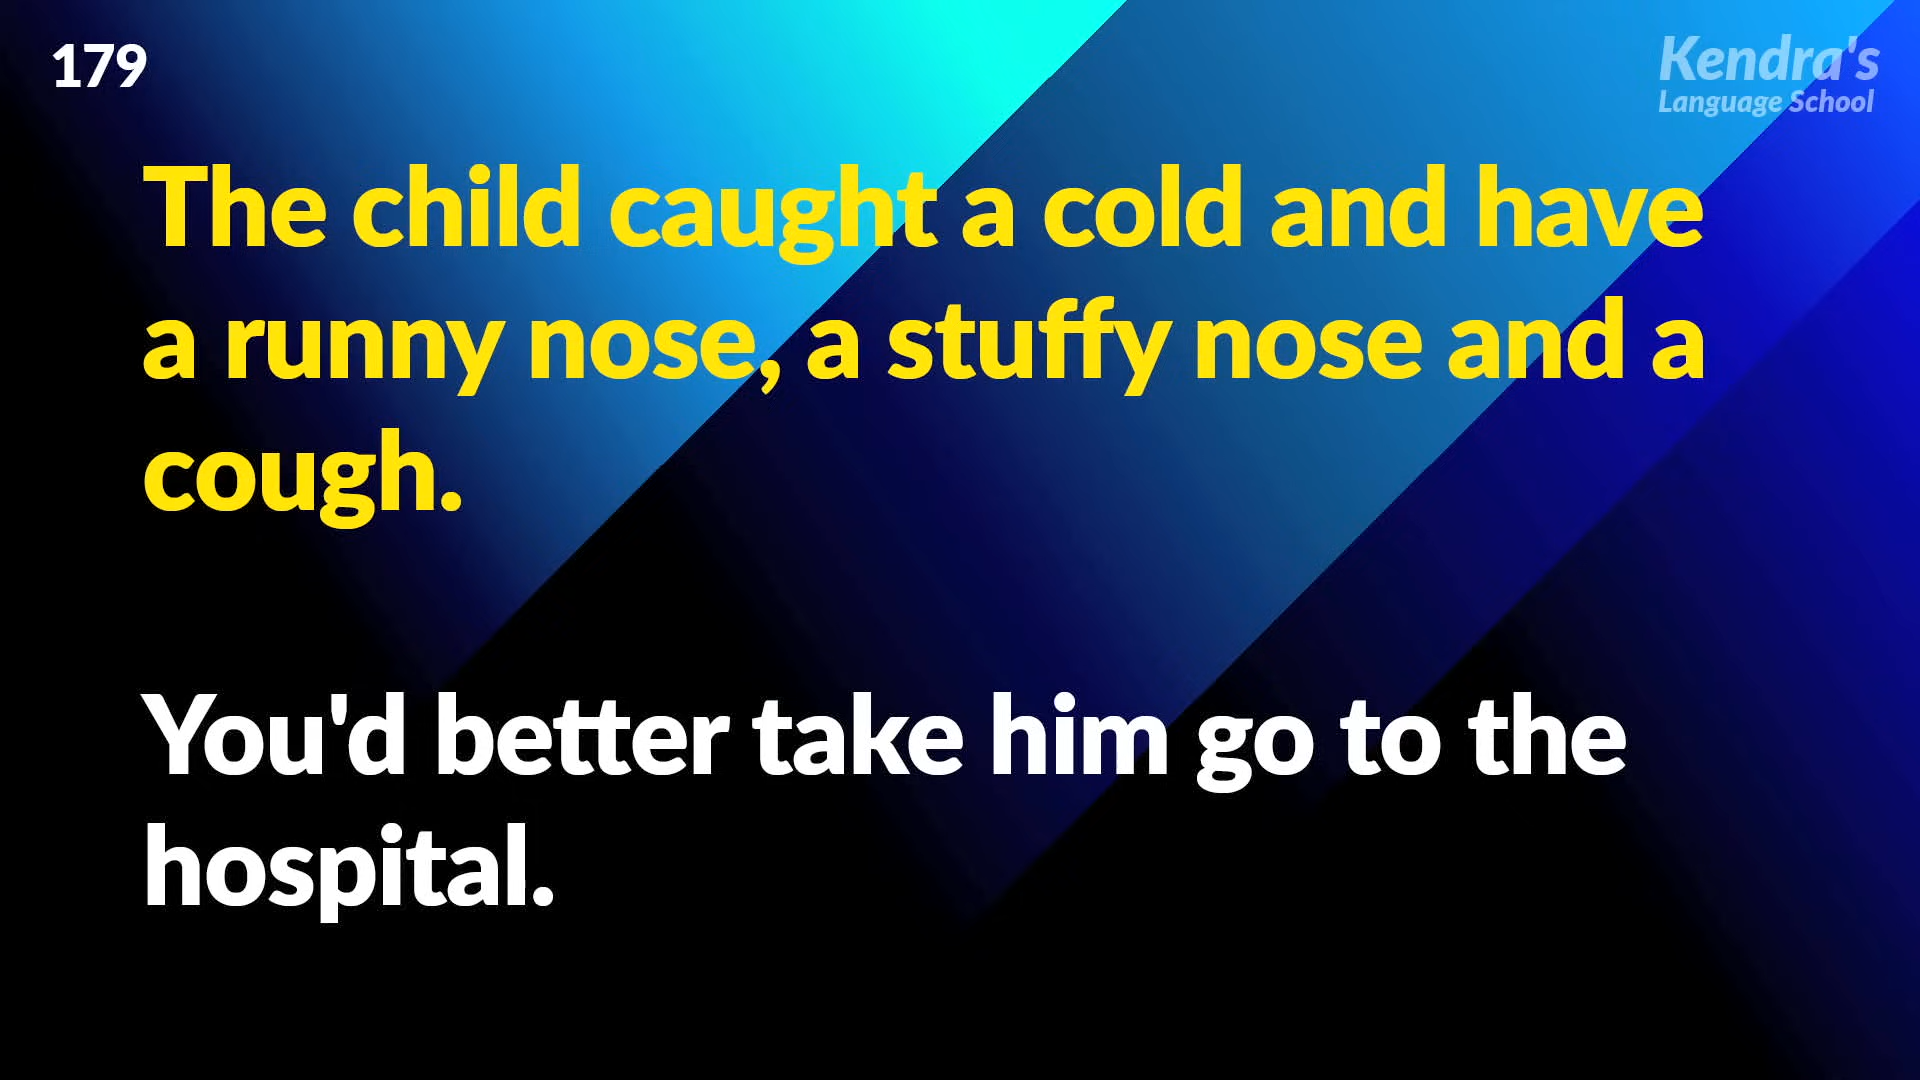 179
Kendra's
Language School
The child caught a cold and have
a runny nose, a stuffy nose and a
cough.
You'd better take him go to the
hospital.